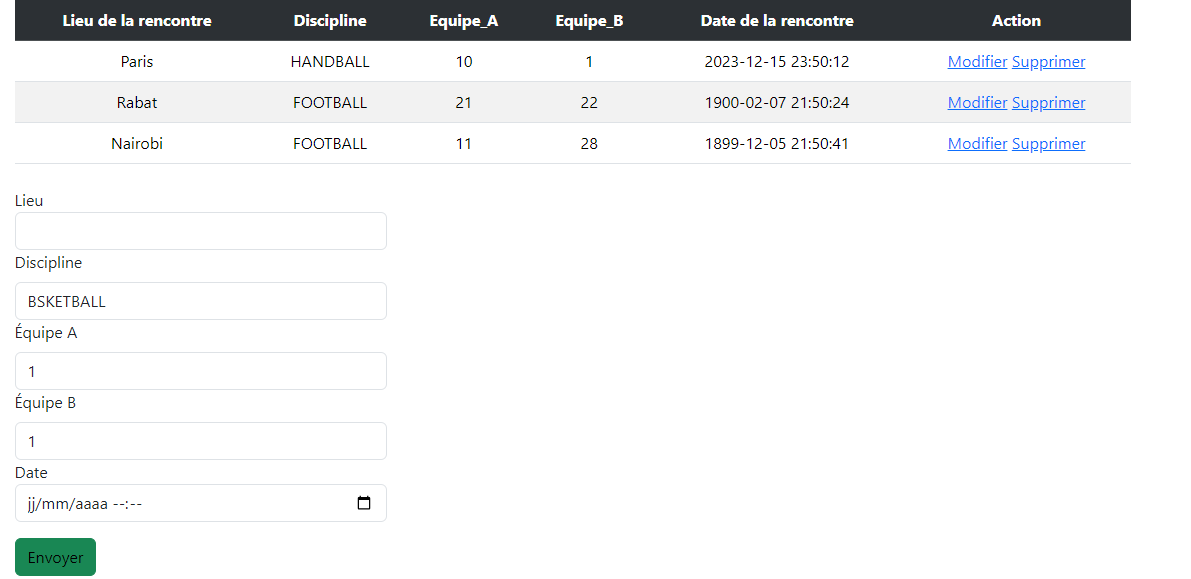 Lieu de la rencontre Discipline Equipe_A Equipe_B Date de la rencontre Action
Paris HANDBALL 10 1 2023-12-15 23:50:12 Modifier Supprimer
Rabat FOOTBALL 21 22 1900-02-07 21:50:24 Modifier Supprimer
Nairobi FOOTBALL 11 28 1899-12-05 21:50:41 Modifier Supprimer
Lieu
Discipline
BSKETBALL
Équipe A
1
Équipe B
1
Date
jj/mm/aaaa --:--
Envoyer